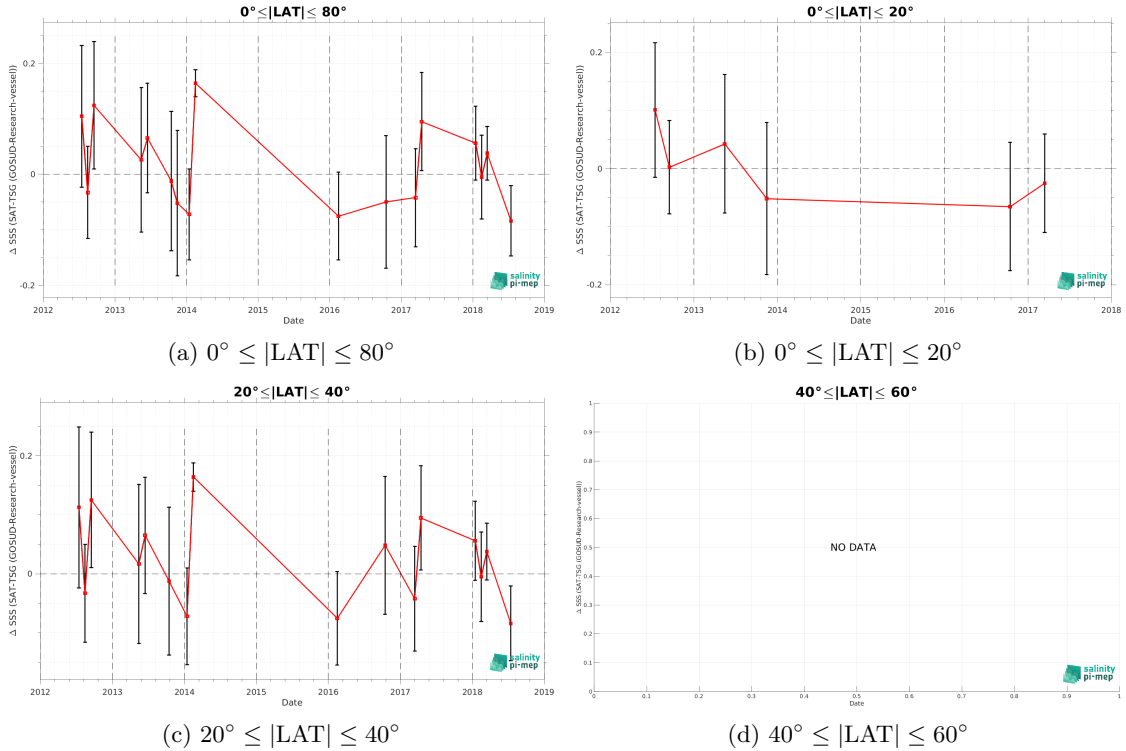 0°≤|LAT|≤ 80°
Δ SSS (SAT-TSG (GOSUD-Research-vessel))
0.2
0
-0.2
2012 2013 2014 2015 2016 2017 2018 2019
Date
salinity
pi-mep
(a) 0° ≤ |LAT| ≤ 80°
0°≤|LAT|≤ 20°
Δ SSS (SAT-TSG (GOSUD-Research-vessel))
0.2
0
-0.2
2012 2013 2014 2015 2016 2017 2018
Date
salinity
pi-mep
(b) 0° ≤ |LAT| ≤ 20°
20°≤|LAT|≤ 40°
Δ SSS (SAT-TSG (GOSUD-Research-vessel))
0.2
0
2012 2013 2014 2015 2016 2017 2018 2019
Date
salinity
pi-mep
(c) 20° ≤ |LAT| ≤ 40°
40°≤|LAT|≤ 60°
Δ SSS (SAT-TSG (GOSUD-Research-vessel))
1
0.9
0.8
0.7
0.6
0.5
0.4
0.3
0.2
0.1
0
NO DATA
0 0.1 0.2 0.3 0.4 0.5 0.6 0.7 0.8 0.9 1
Date
salinity
pi-mep
(d) 40° ≤ |LAT| ≤ 60°